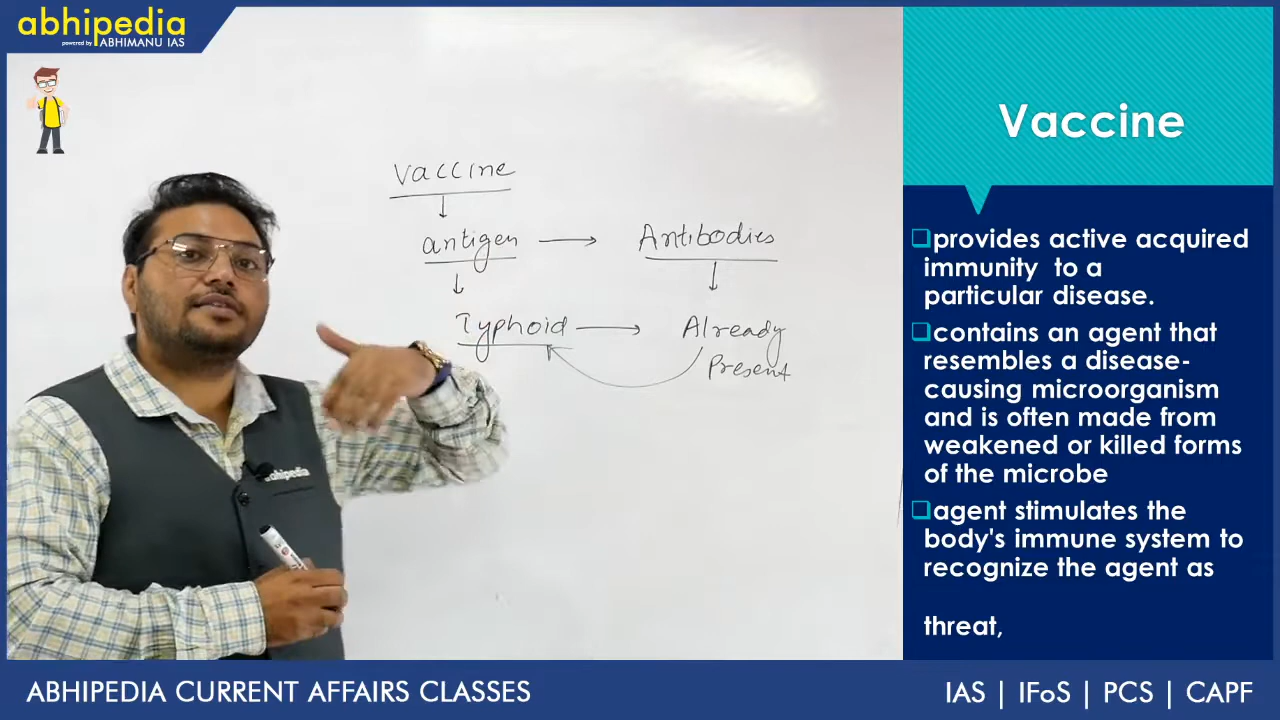 abhipedia
powered by ABHIMANU IAS
Vaccine
antigen Antibodies
Typhoid Already
Present
abhipedia
Vaccine
provides active acquired
immunity to a
particular disease.
contains an agent that
resembles a disease-
causing microorganism
and is often made from
weakened or killed forms
of the microbe
agent stimulates the
body's immune system to
recognize the agent as
threat,
ABHIPEDIA CURRENT AFFAIRS CLASSES
IAS | IFoS | PCS | CAPF